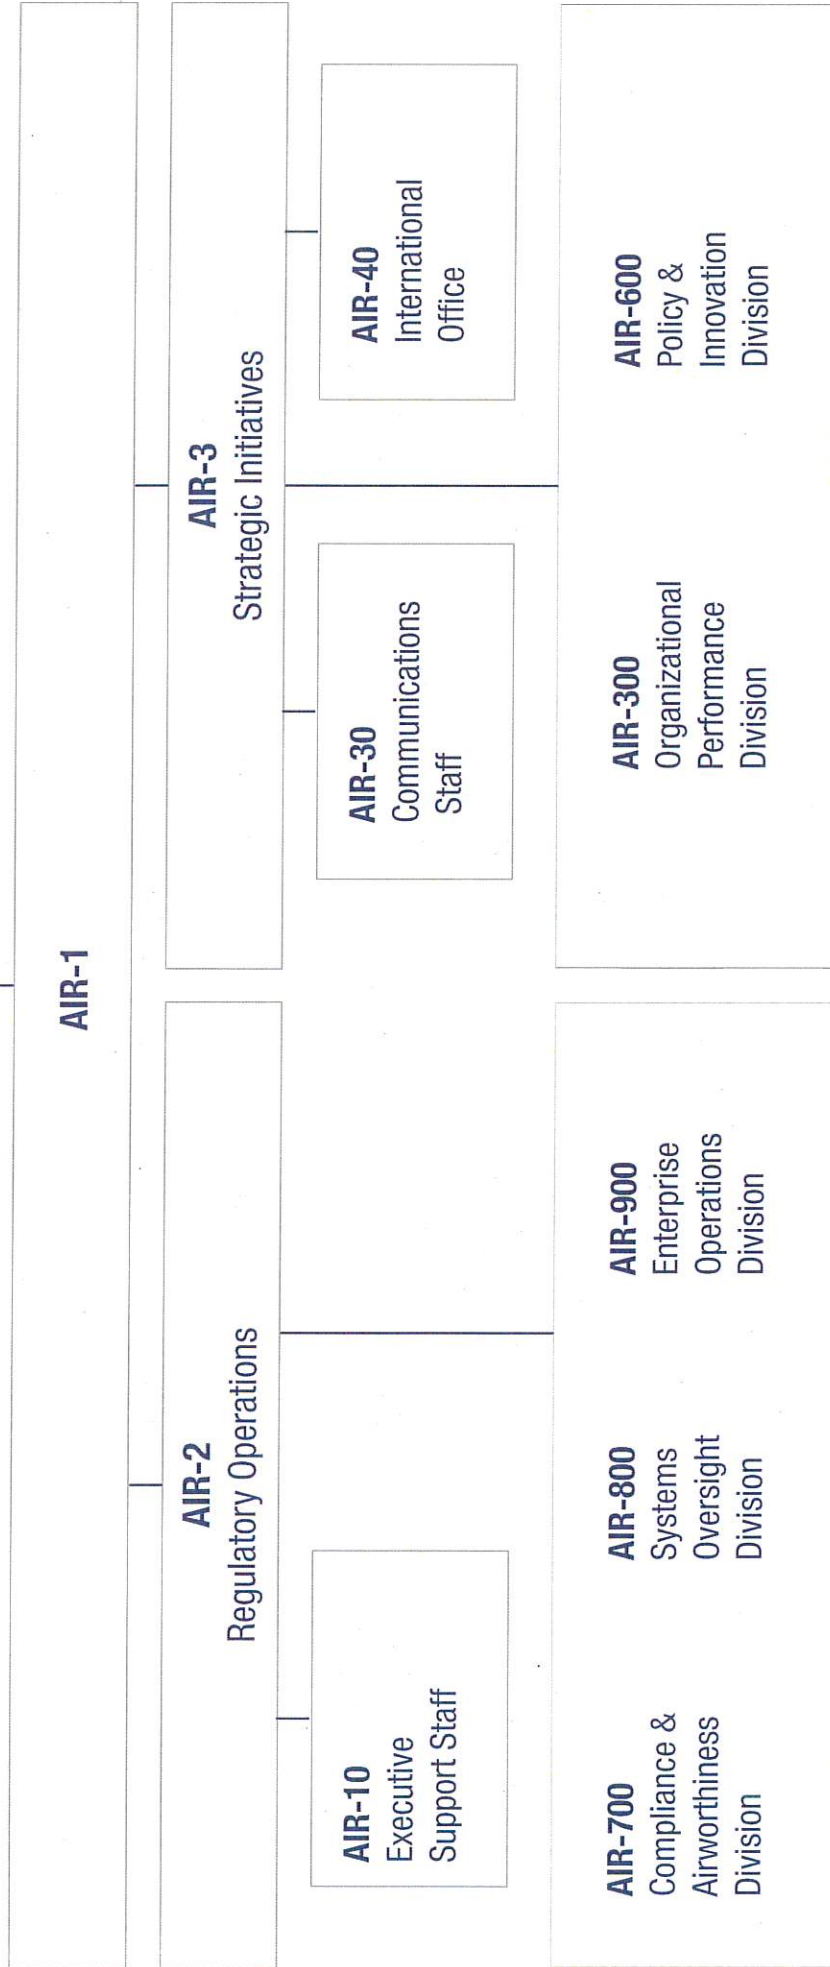 AIR-1
AIR-2
Regulatory Operations
AIR-3
Strategic Initiatives
AIR-10
Executive
Support Staff
AIR-30
Communications
Staff
AIR-40
International
Office
AIR-700
Compliance &
Airworthiness
Division
AIR-800
Systems
Oversight
Division
AIR-900
Enterprise
Operations
Division
AIR-300
Organizational
Performance
Division
AIR-600
Policy &
Innovation
Division